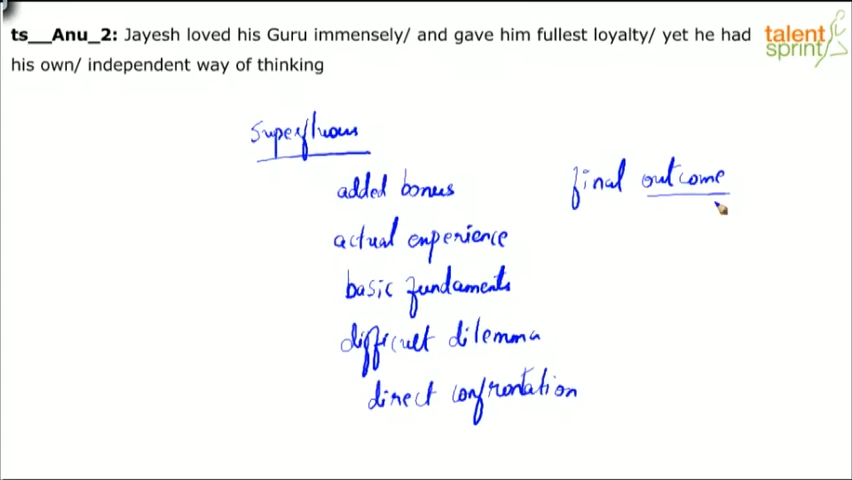 ts__Anu_2: Jayesh loved his Guru immensely/ and gave him fullest loyalty/ yet he had
his own/ independent way of thinking
talent
sprint
superfluous
added bonus
final outcome
actual experience
basic fundaments
difficult dilemma
direct confrontation